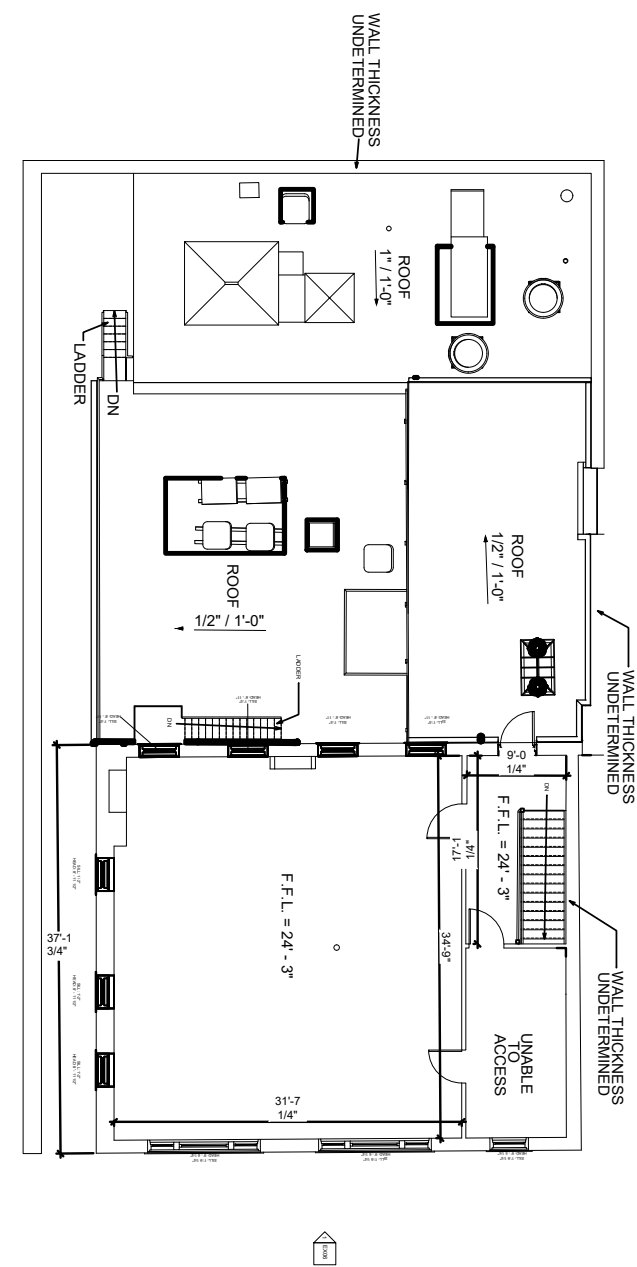 WALL THICKNESS
UNDETERMINED
ROOF
1" / 1'-0"
LADDER
DN
ROOF
1/2" / 1'-0"
ROOF
1/2" / 1'-0"
WALL THICKNESS
UNDETERMINED
LADDER
DN
9'-0
1/4"
F.F.L. = 24' - 3"
DN
17'-1
1/4"
WALL THICKNESS
UNDETERMINED
F.F.L. = 24' - 3"
34'-9"
37'-1
3/4"
UNABLE
TO
ACCESS
31'-7
1/4"